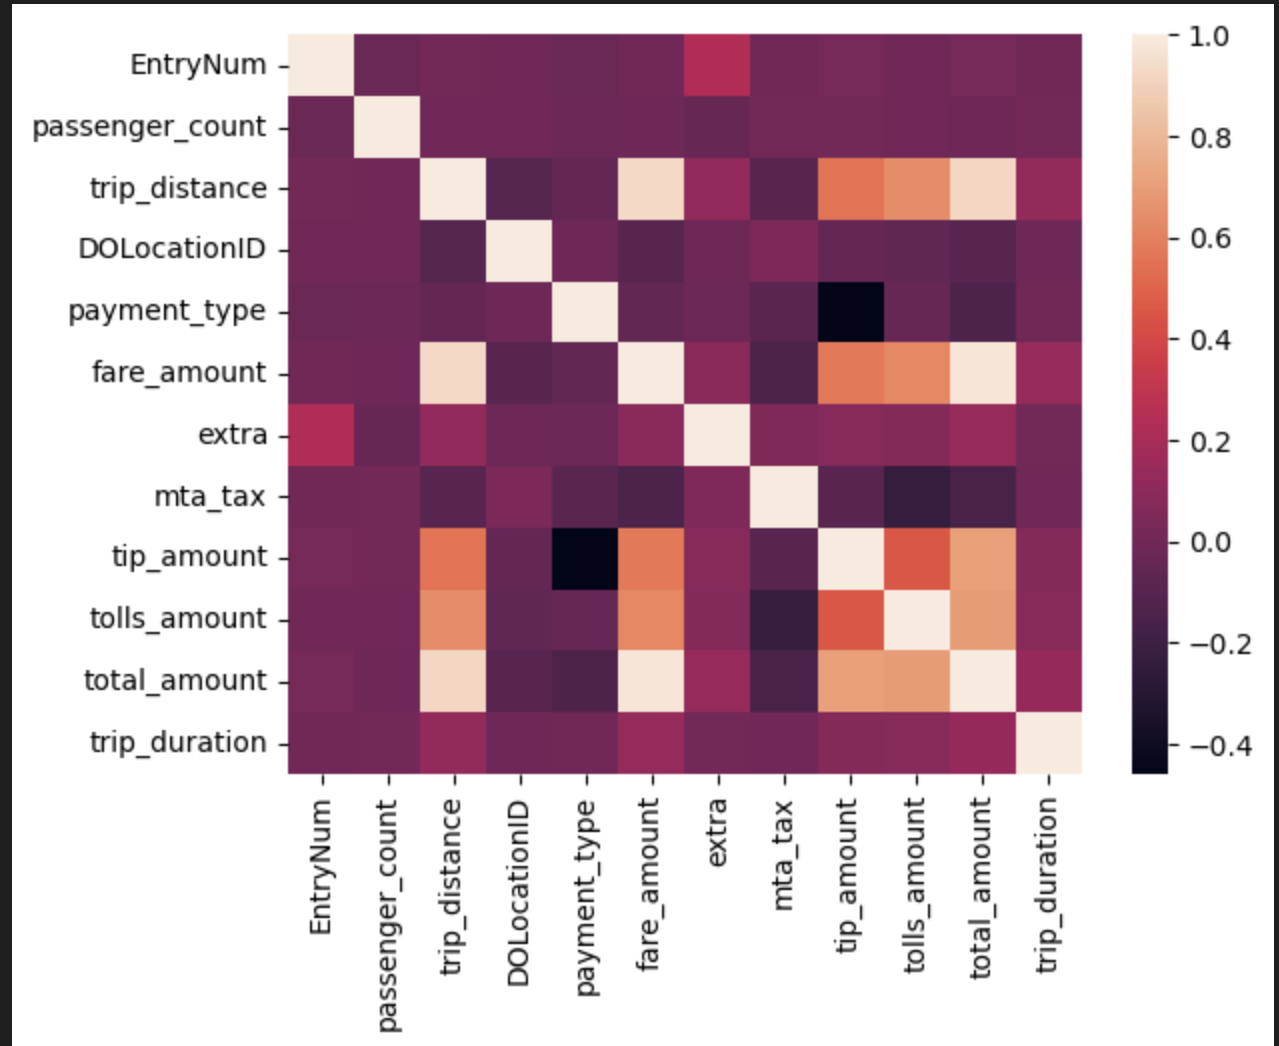 EntryNum
passenger_count
trip_distance
DOLocationID
payment_type
fare_amount
extra
mta_tax
tip_amount
tolls_amount
total_amount
trip_duration
1.0
0.8
0.6
0.4
0.2
0.0
−0.2
−0.4
EntryNum
passenger_count
trip_distance
DOLocationID
payment_type
fare_amount
extra
mta_tax
tip_amount
tolls_amount
total_amount
trip_duration